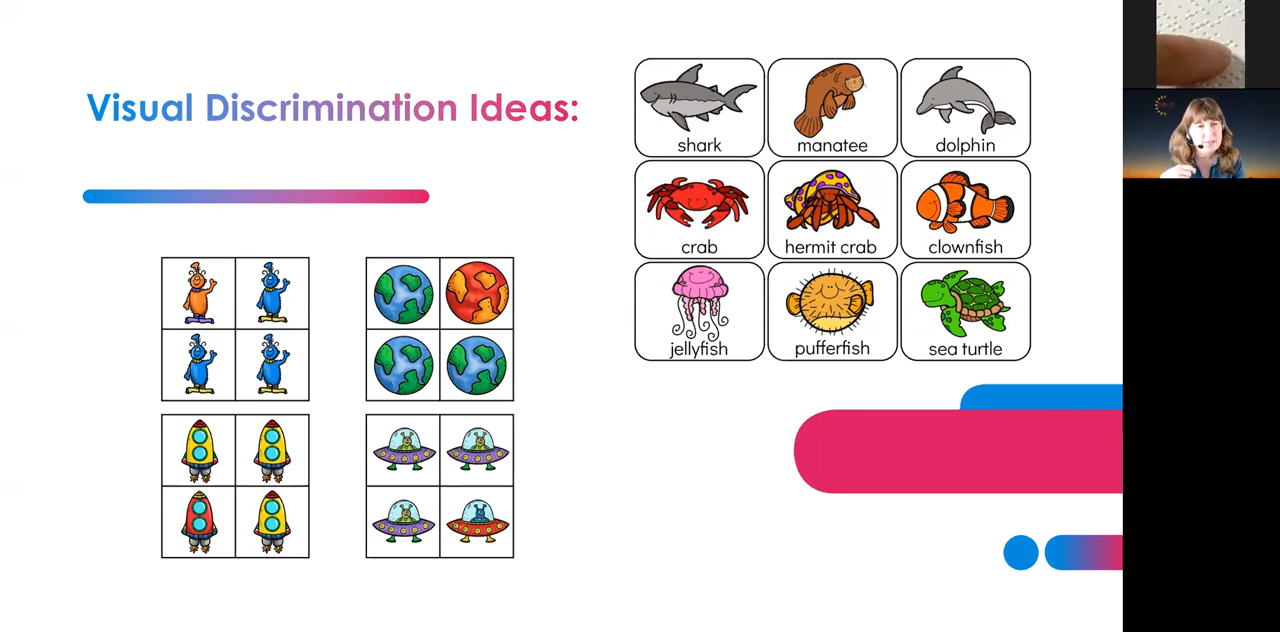 Visual Discrimination Ideas:
shark
manatee
dolphin
crab
hermit crab
clownfish
jellyfish
pufferfish
sea turtle